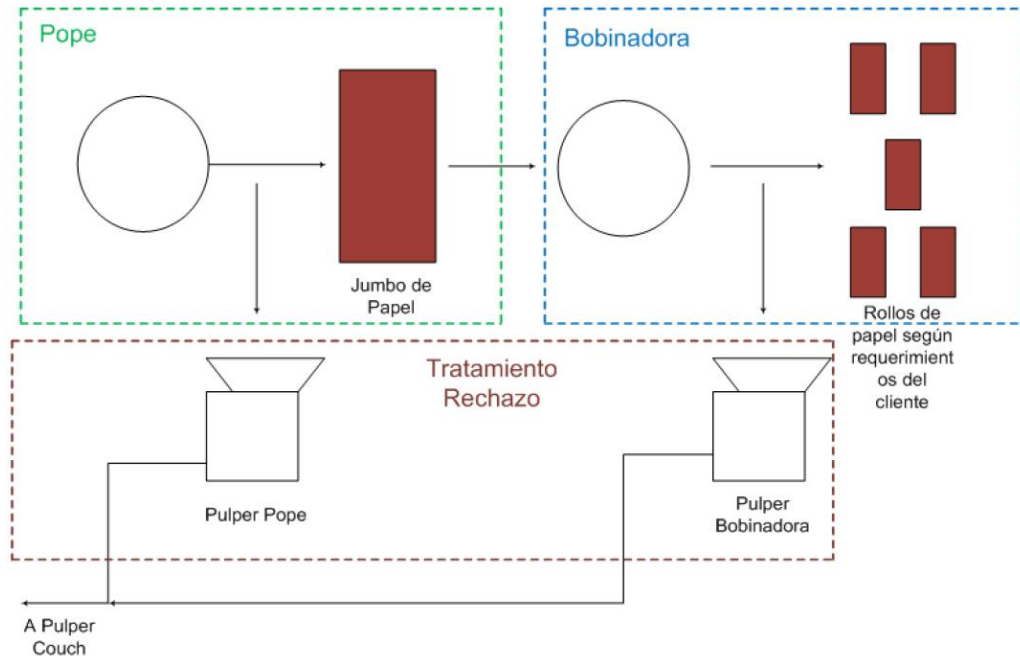 Pope
Bobinadora
Jumbo de
Papel
Rollos de
papel según
requerimient
os del
cliente
Tratamiento
Rechazo
Pulper Pope
Pulper
Bobinadora
A Pulper
Couch